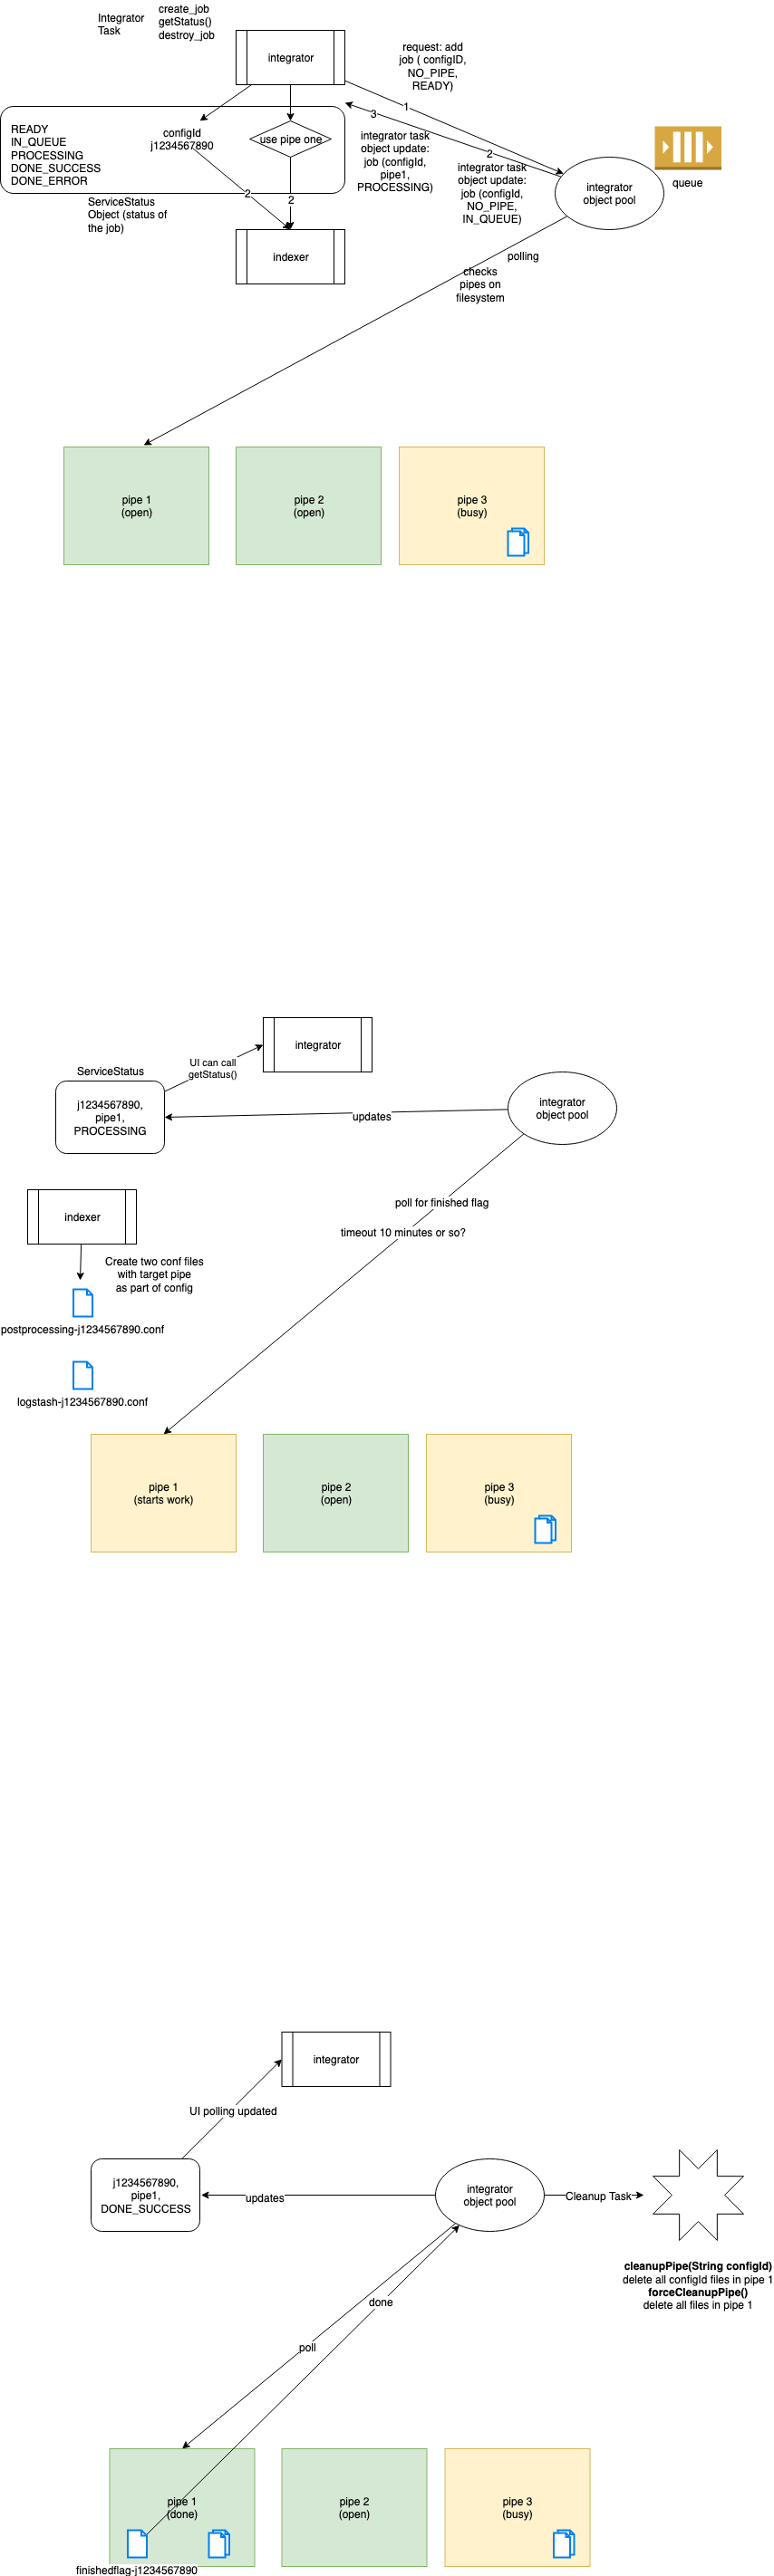 Integrator
Task
create_job
getStatus()
destroy_job
integrator
request: add
job ( configID,
NO_PIPE,
READY)
1
3
READY
IN_QUEUE
PROCESSING
DONE_SUCCESS
DONE_ERROR
configId
j1234567890
use pipe one
integrator task
object update:
job (configId,
pipe1,
PROCESSING)
2
integrator task
object update:
job (configId,
NO_PIPE,
IN_QUEUE)
integrator
object pool
queue
2
2
ServiceStatus
Object (status of
the job)
indexer
polling
checks
pipes on
filesystem
pipe 1
(open)
pipe 2
(open)
pipe 3
(busy)
integrator
UI can call
getStatus()
ServiceStatus
j1234567890,
pipe1,
PROCESSING
updates
integrator
object pool
indexer
poll for finished flag
timeout 10 minutes or so?
Create two conf files
with target pipe
as part of config
postprocessing-j1234567890.conf
logstash-j1234567890.conf
pipe 1
(starts work)
pipe 2
(open)
pipe 3
(busy)
integrator
UI polling updated
j1234567890,
pipe1,
DONE_SUCCESS
updates
integrator
object pool
Cleanup Task
cleanupPipe(String configId)
delete all configId files in pipe 1
forceCleanupPipe()
delete all files in pipe 1
done
poll
pipe 1
(done)
pipe 2
(open)
pipe 3
(busy)
finishedflag-j1234567890